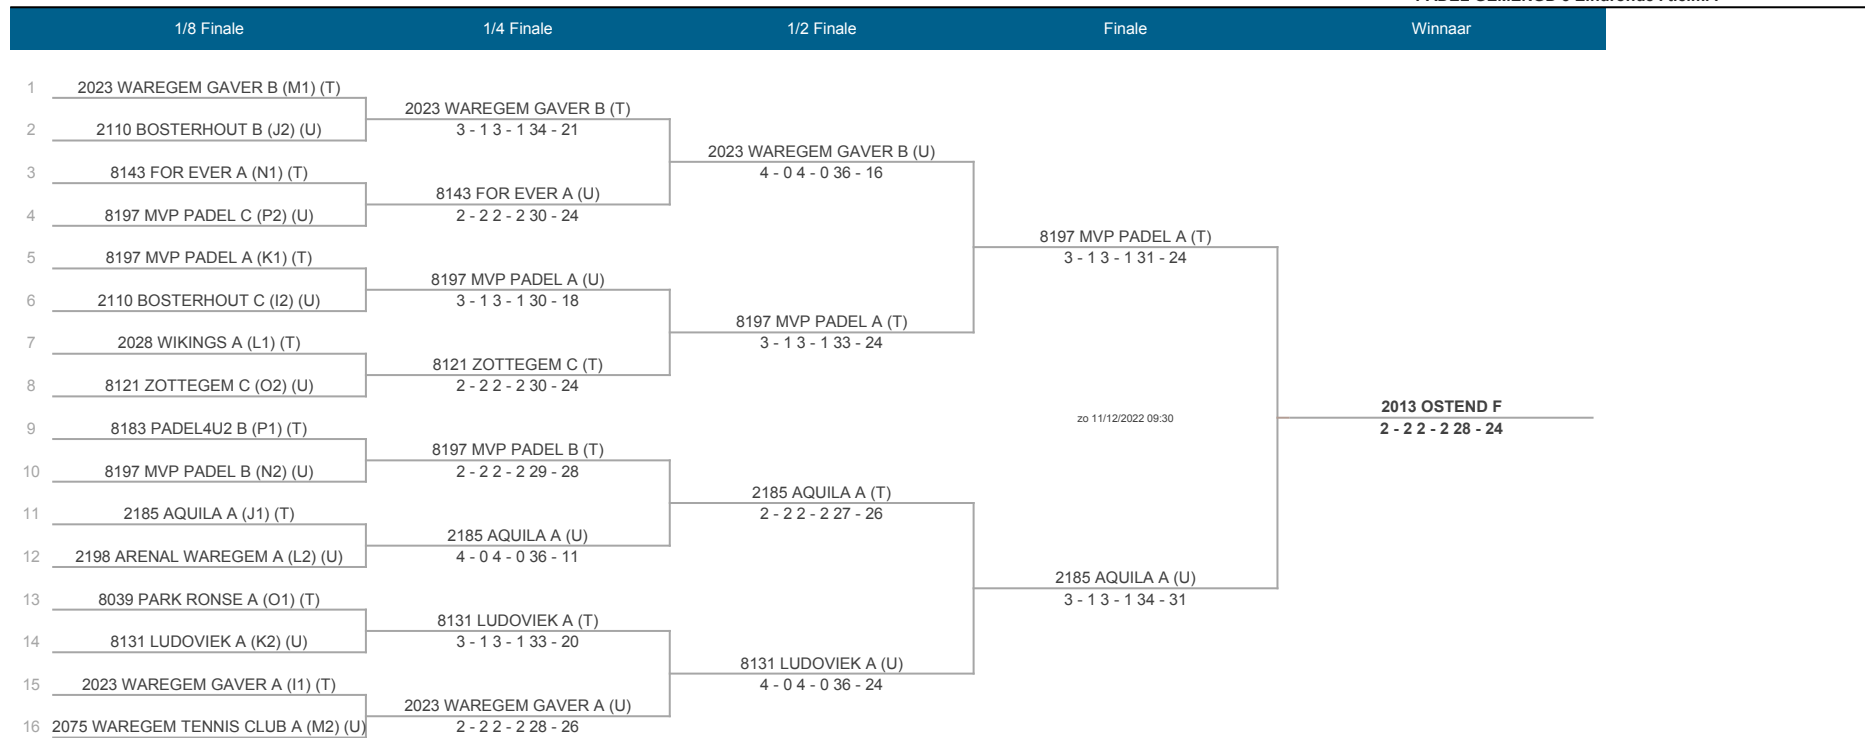 1/8 Finale 1/4 Finale 1/2 Finale Finale Winnaar
1 2023 WAREGEM GAVER B (M1) (T)
2023 WAREGEM GAVER B (T)
2 2110 BOSTERHOUT B (J2) (U)
3 - 1 3 - 1 34 - 21
2023 WAREGEM GAVER B (U)
3 8143 FOR EVER A (N1) (T)
4 - 0 4 - 0 36 - 16
8143 FOR EVER A (U)
4 8197 MVP PADEL C (P2) (U)
2 - 2 2 - 2 30 - 24
8197 MVP PADEL A (T)
5 8197 MVP PADEL A (K1) (T)
3 - 1 3 - 1 31 - 24
8197 MVP PADEL A (U)
6 2110 BOSTERHOUT C (I2) (U)
3 - 1 3 - 1 30 - 18
8197 MVP PADEL A (T)
7 2028 WIKINGS A (L1) (T)
3 - 1 3 - 1 33 - 24
8121 ZOTTEGEM C (T)
8 8121 ZOTTEGEM C (O2) (U)
2 - 2 2 - 2 30 - 24
2013 OSTEND F
zo 11/12/2022 09:30
9 8183 PADEL4U2 B (P1) (T)
2 - 2 2 - 2 28 - 24
8197 MVP PADEL B (T)
10 8197 MVP PADEL B (N2) (U)
2 - 2 2 - 2 29 - 28
2185 AQUILA A (T)
11 2185 AQUILA A (J1) (T)
2 - 2 2 - 2 27 - 26
2185 AQUILA A (U)
12 2198 ARENAL WAREGEM A (L2) (U)
4 - 0 4 - 0 36 - 11
2185 AQUILA A (U)
13 8039 PARK RONSE A (O1) (T)
3 - 1 3 - 1 34 - 31
8131 LUDOVIEK A (T)
14 8131 LUDOVIEK A (K2) (U)
3 - 1 3 - 1 33 - 20
8131 LUDOVIEK A (U)
15 2023 WAREGEM GAVER A (I1) (T)
4 - 0 4 - 0 36 - 24
2023 WAREGEM GAVER A (U)
16 2075 WAREGEM TENNIS CLUB A (M2) (U)
2 - 2 2 - 2 28 - 26